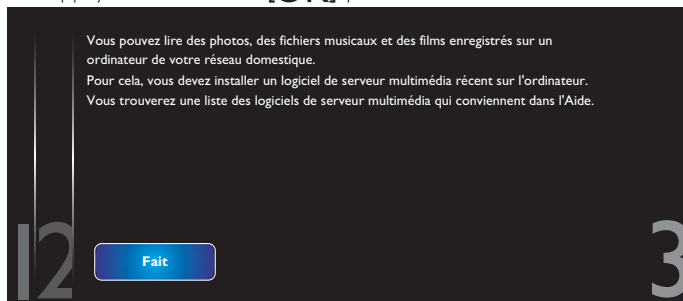 [OK]
Vous pouvez lire des photos, des fichiers musicaux et des films enregistrés sur un
ordinateur de votre réseau domestique.
Pour cela, vous devez installer un logiciel de serveur multimédia récent sur l'ordinateur.
Vous trouverez une liste des logiciels de serveur multimédia qui conviennent dans l'Aide.
12
3
Fait